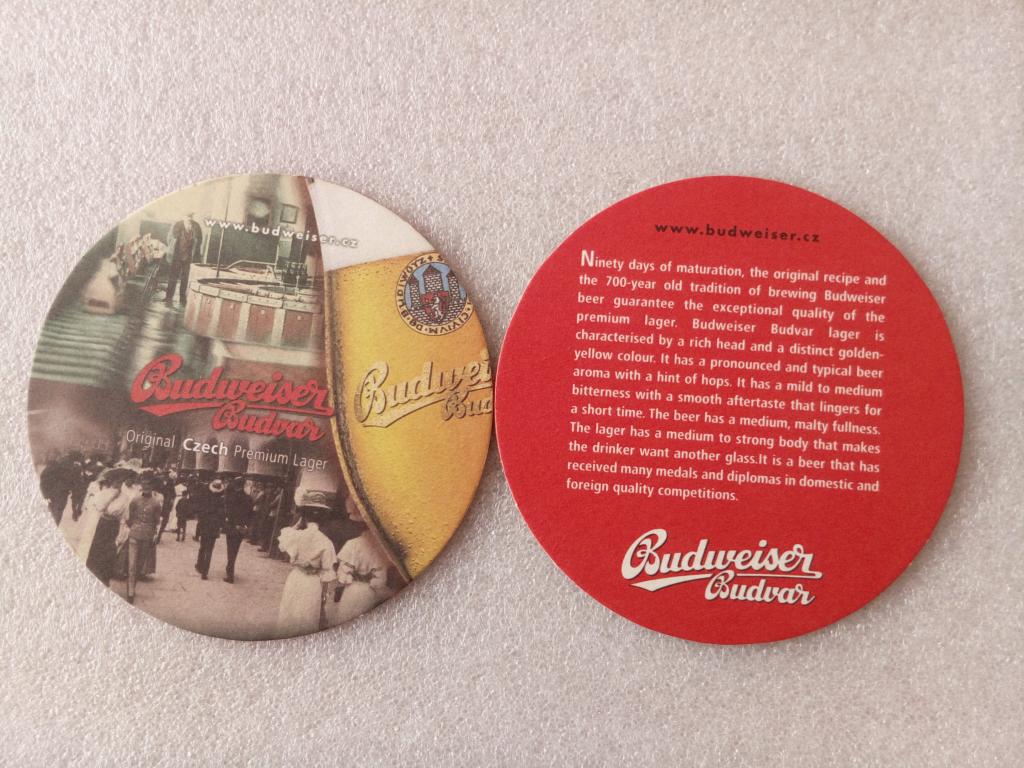 www.budweiser.cz
Budweiser
Budvar
Original Czech Premium Lager
Budwei
Bud
CIVIVM
www.budweiser.cz
Ninety days of maturation, the original recipe and
the 700-year old tradition of brewing Budweiser
beer guarantee the exceptional quality of the
premium lager. Budweiser Budvar lager is
characterised by a rich head and a distinct golden-
yellow colour. It has a pronounced and typical beer
aroma with a hint of hops. It has a mild to medium
bitterness with a smooth aftertaste that lingers for
a short time. The beer has a medium, malty fullness.
The lager has a medium to strong body that makes
the drinker want another glass.It is a beer that has
received many medals and diplomas in domestic and
foreign quality competitions.
Budweiser
Budvar